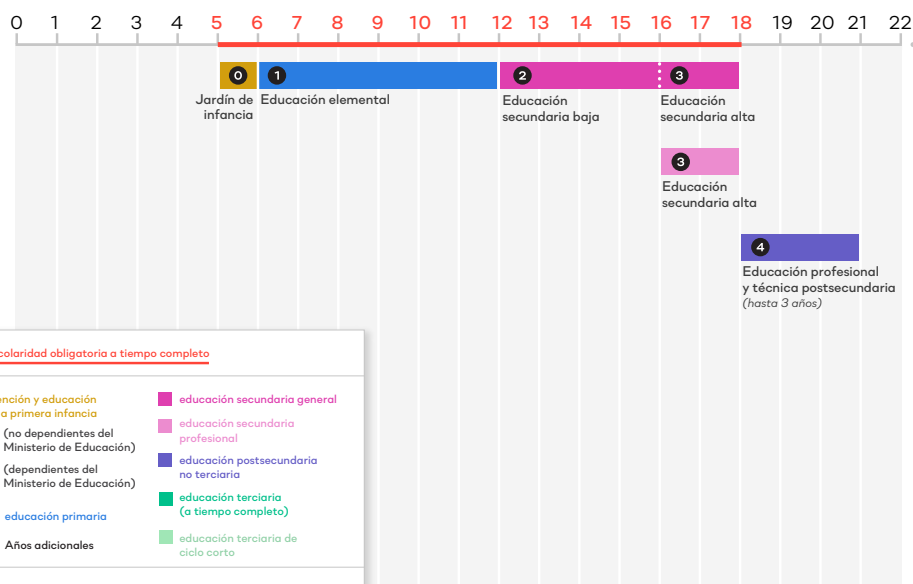 0 1 2 3 4 5 6 7 8 9 10 11 12 13 14 15 16 17 18 19 20 21 22
0 1 2 3
Jardín de
infancia
Educación elemental
Educación
secundaria baja
Educación
secundaria alta
3
Educación
secundaria alta
4
Educación profesional
y técnica postsecundaria
(hasta 3 años)
colaridad obligatoria a tiempo completo
nción y educación
a primera infancia
(no dependientes del
Ministerio de Educación)
(dependientes del
Ministerio de Educación)
educación primaria
Años adicionales
educación secundaria general
educación secundaria
profesional
educación postsecundaria
no terciaria
educación terciaria
(a tiempo completo)
educación terciaria de
ciclo corto